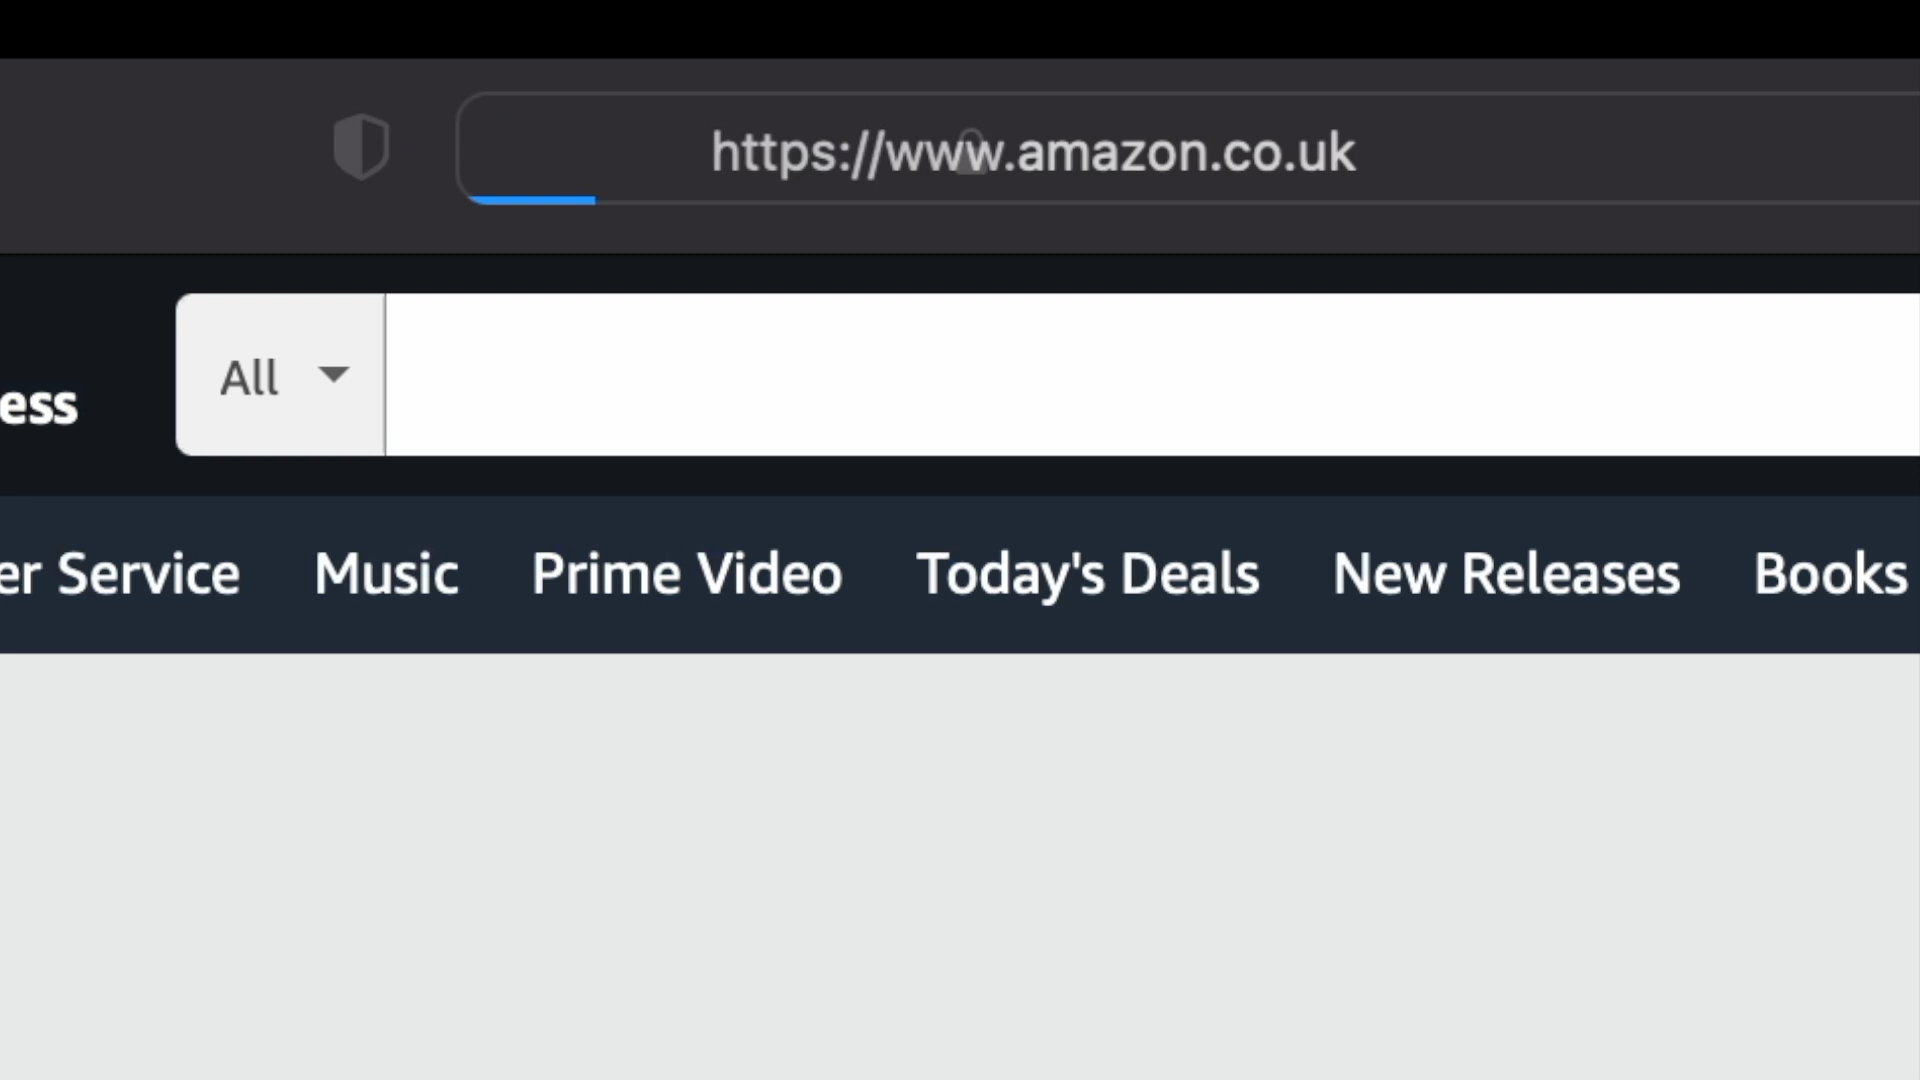 https://www.amazon.co.uk
ess
All
er Service Music Prime Video Today's Deals New Releases Books